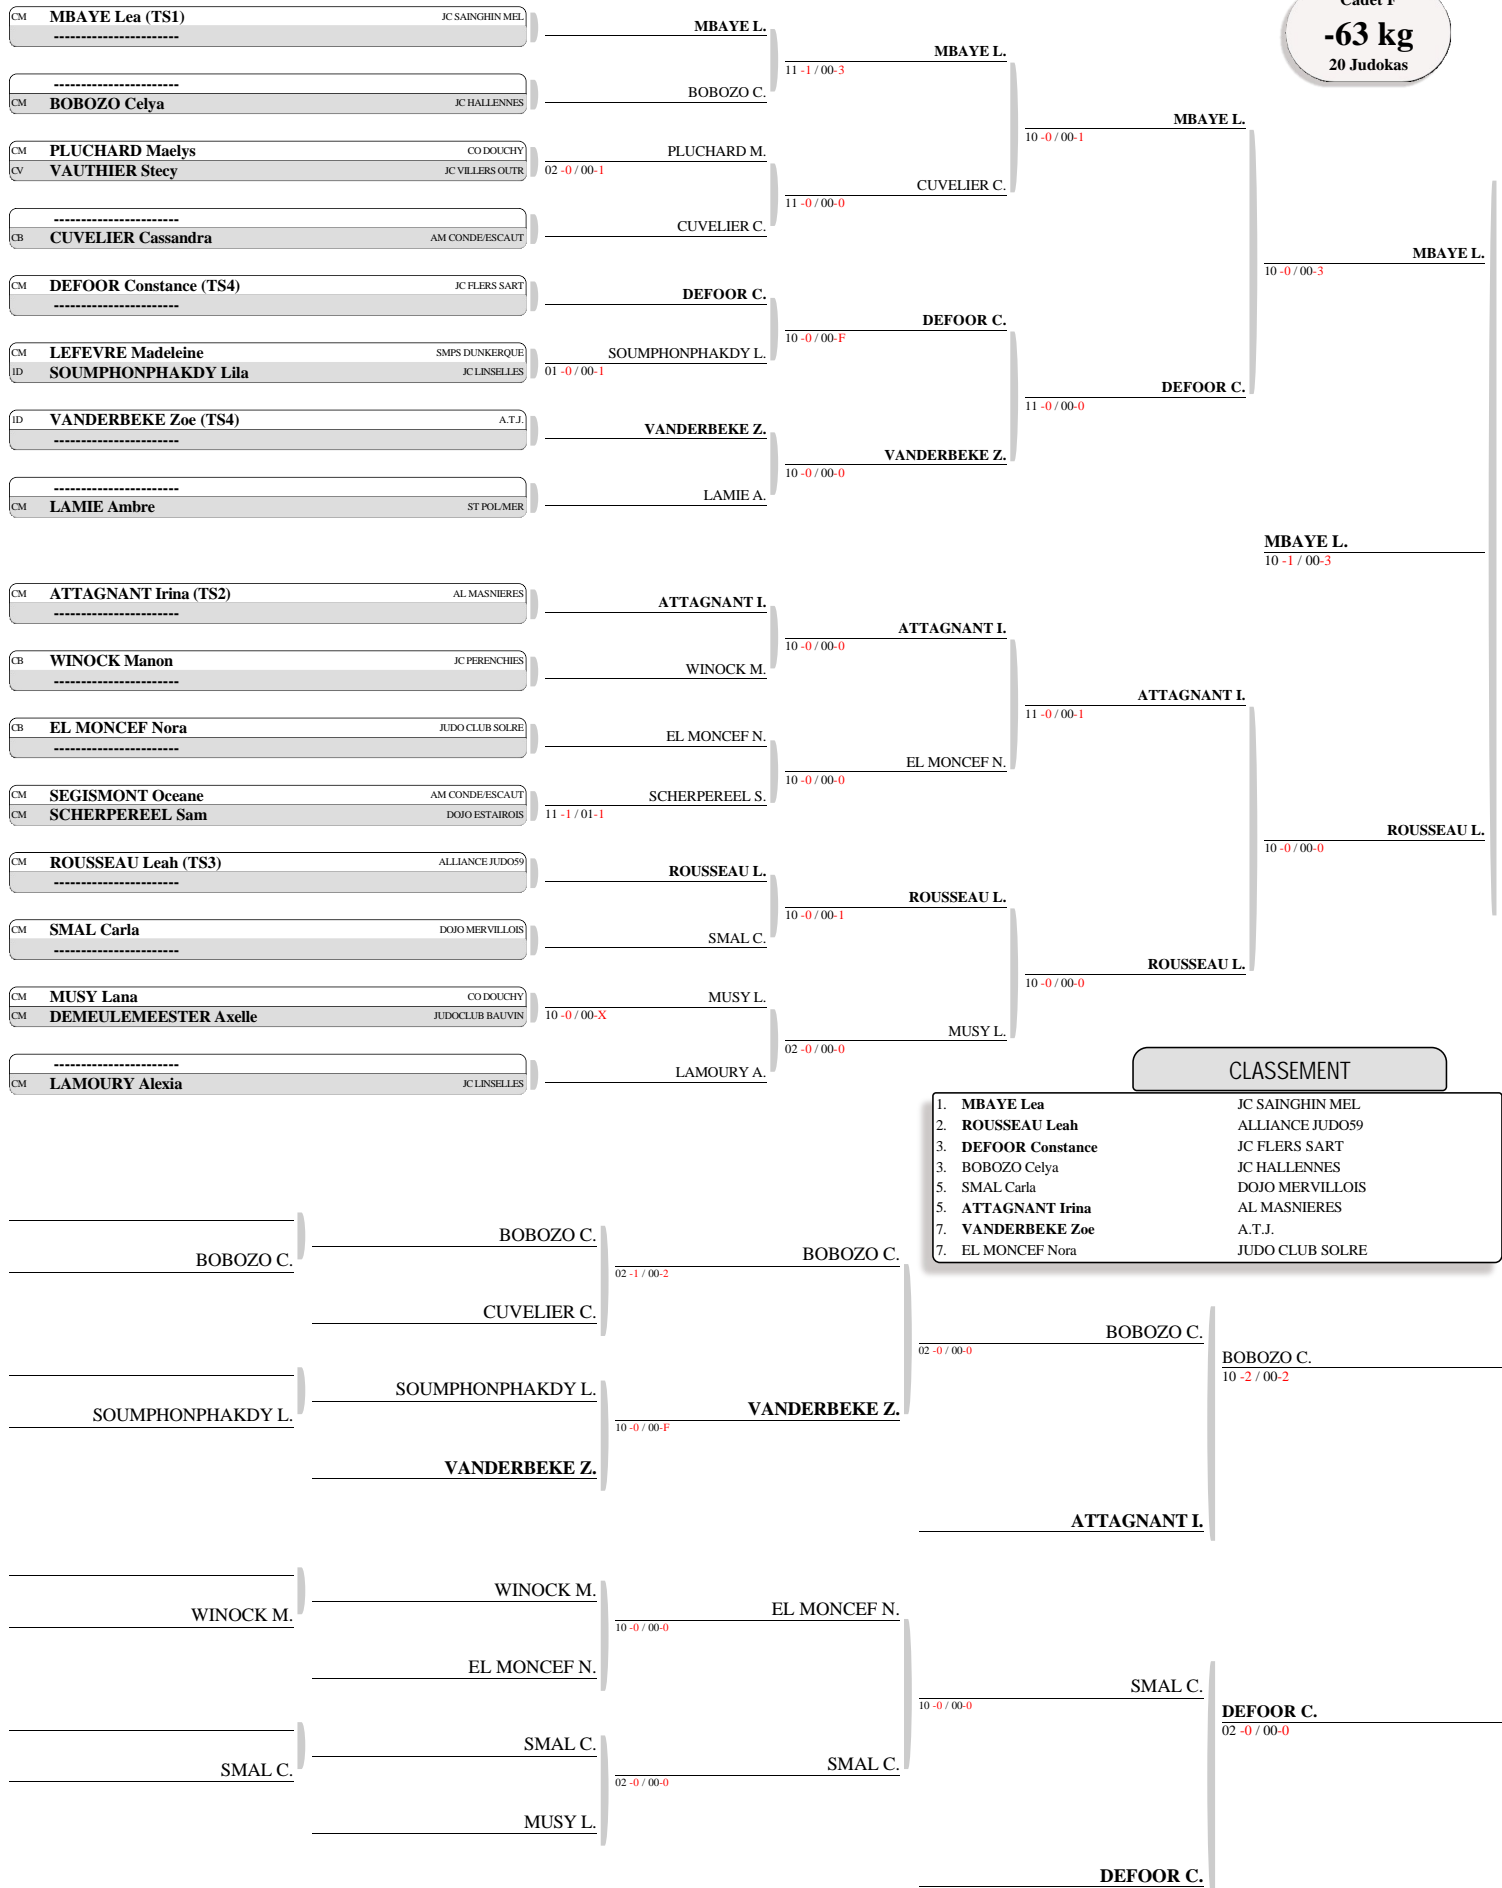 Cadet F
-63 kg
20 Judokas
CM MBAYE Lea (TS1) JC SAINGHIN MEL
-----------------------
-----------------------
CM BOBOZO Celya JC HALLENNES
CM PLUCHARD Maelys CO DOUCHY
CV VAUTHIER Stecy JC VILLERS OUTR
-----------------------
CB CUVELIER Cassandra AM CONDE/ESCAUT
CM DEFOOR Constance (TS4) JC FLERS SART
-----------------------
CM LEFEVRE Madeleine SMPS DUNKERQUE
1D SOUMPHONPHAKDY Lila JC LINSELLES
1D VANDERBEKE Zoe (TS4) A.T.J.
-----------------------
-----------------------
CM LAMIE Ambre ST POL/MER
CM ATTAGNANT Irina (TS2) AL MASNIERES
-----------------------
CB WINOCK Manon JC PERENCHIES
-----------------------
CB EL MONCEF Nora JUDO CLUB SOLRE
-----------------------
CM SEGISMONT Oceane AM CONDE/ESCAUT
CM SCHERPEREEL Sam DOJO ESTAIROIS
CM ROUSSEAU Leah (TS3) ALLIANCE JUDO59
-----------------------
CM SMAL Carla DOJO MERVILLOIS
-----------------------
CM MUSY Lana CO DOUCHY
CM DEMEULEMEESTER Axelle JUDOCLUB BAUVIN
-----------------------
CM LAMOURY Alexia JC LINSELLES
MBAYE L.
BOBOZO C.
PLUCHARD M.
02 -0 / 00-1
CUVELIER C.
DEFOOR C.
SOUMPHONPHAKDY L.
01 -0 / 00-1
VANDERBEKE Z.
LAMIE A.
ATTAGNANT I.
WINOCK M.
EL MONCEF N.
SCHERPEREEL S.
11 -1 / 01-1
ROUSSEAU L.
SMAL C.
MUSY L.
10 -0 / 00-X
LAMOURY A.
MBAYE L.
11 -1 / 00-3
CUVELIER C.
11 -0 / 00-0
DEFOOR C.
10 -0 / 00-F
VANDERBEKE Z.
10 -0 / 00-0
ATTAGNANT I.
10 -0 / 00-0
EL MONCEF N.
10 -0 / 00-0
ROUSSEAU L.
10 -0 / 00-1
MUSY L.
02 -0 / 00-0
MBAYE L.
10 -0 / 00-1
DEFOOR C.
11 -0 / 00-0
ATTAGNANT I.
11 -0 / 00-1
ROUSSEAU L.
10 -0 / 00-0
MBAYE L.
10 -0 / 00-3
ROUSSEAU L.
10 -0 / 00-0
MBAYE L.
10 -1 / 00-3
CLASSEMENT
1. MBAYE Lea JC SAINGHIN MEL
2. ROUSSEAU Leah ALLIANCE JUDO59
3. DEFOOR Constance JC FLERS SART
3. BOBOZO Celya JC HALLENNES
5. SMAL Carla DOJO MERVILLOIS
5. ATTAGNANT Irina AL MASNIERES
7. VANDERBEKE Zoe A.T.J.
7. EL MONCEF Nora JUDO CLUB SOLRE
BOBOZO C.
SOUMPHONPHAKDY L.
WINOCK M.
SMAL C.
BOBOZO C.
CUVELIER C.
SOUMPHONPHAKDY L.
VANDERBEKE Z.
WINOCK M.
EL MONCEF N.
SMAL C.
MUSY L.
BOBOZO C.
02 -1 / 00-2
VANDERBEKE Z.
10 -0 / 00-F
EL MONCEF N.
10 -0 / 00-0
SMAL C.
02 -0 / 00-0
BOBOZO C.
02 -0 / 00-0
ATTAGNANT I.
SMAL C.
10 -0 / 00-0
DEFOOR C.
BOBOZO C.
10 -2 / 00-2
DEFOOR C.
02 -0 / 00-0